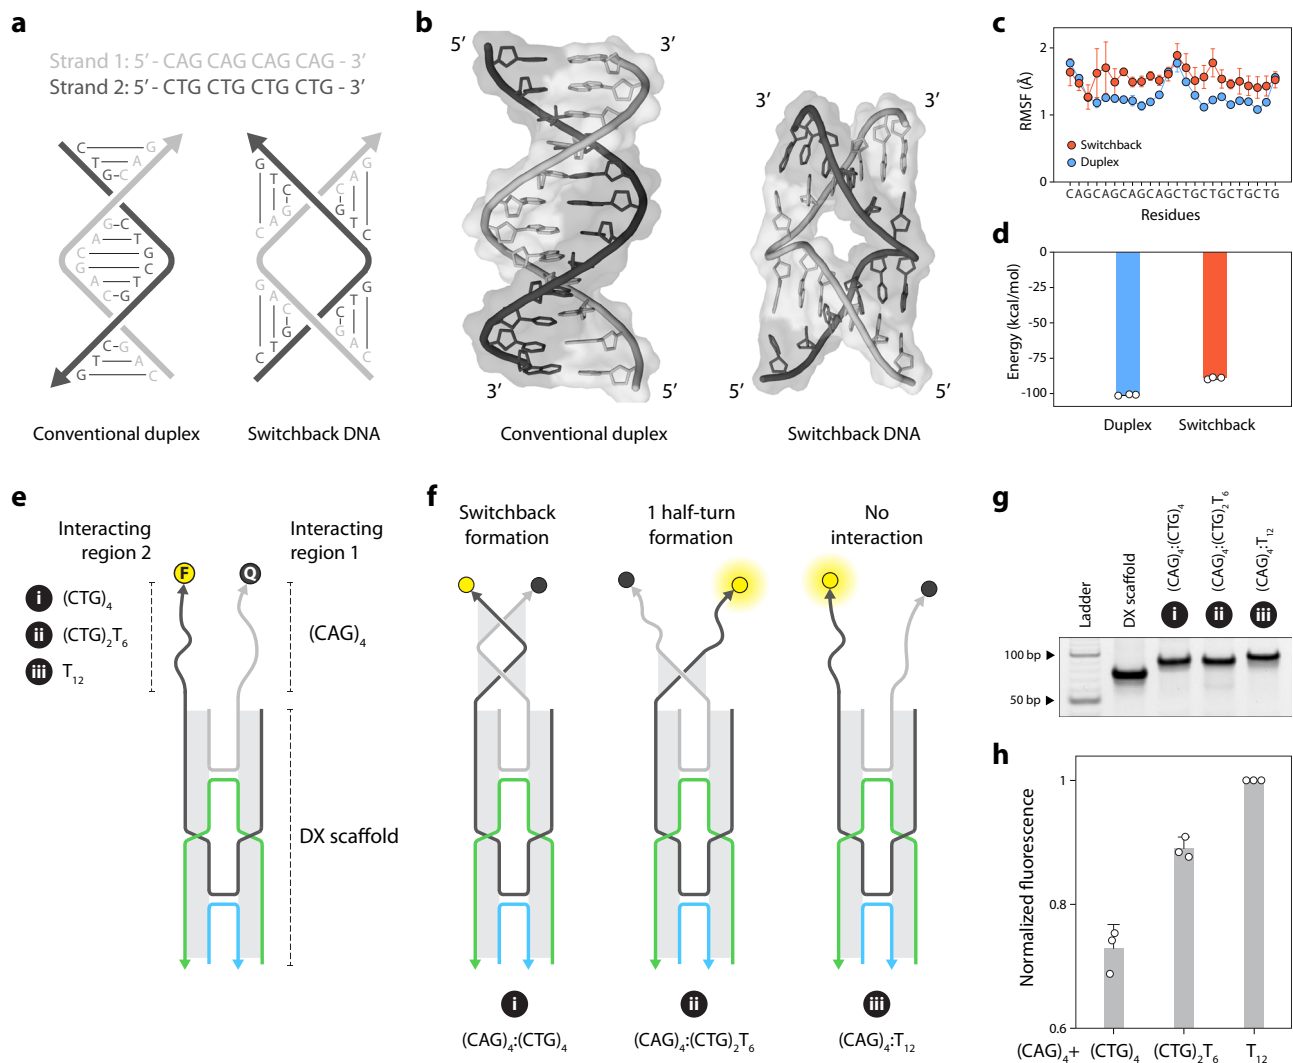 a
Strand 1: 5′ - CAG CAG CAG CAG - 3′
Strand 2: 5′ - CTG CTG CTG CTG - 3′
C A
T G
G-C
G-C
A T
C G
G C
A T
C-G
C G A
T
G C
G G
T A
C A C
G G
A T
C C
G G
A T
C A
T G
G C
Conventional duplex
Switchback DNA
b
5′
3′
3′
3′
3′
5′
5′
5′
Conventional duplex
Switchback DNA
c
RMSF (Å)
2
1
0
Switchback
Duplex
CAGCAGCAGCAGCTGCTGCTGCTG
Residues
d
Energy (kcal/mol)
0
-25
-50
-75
-100
Duplex
Switchback
e
Interacting
region 2
Interacting
region 1
F
Q
i (CTG)4
ii (CTG)2T6
iii T12
(CAG)4
DX scaffold
f
Switchback
formation
1 half-turn
formation
No
interaction
i
(CAG)4:(CTG)4
ii
(CAG)4:(CTG)2T6
iii
(CAG)4:T12
g
Ladder
DX scaffold
(CAG)4:(CTG)4
i
(CAG)4:(CTG)2T6
ii
(CAG)4:T12
iii
100 bp
50 bp
h
Normalized fluorescence
1
0.8
0.6
(CAG)4+ (CTG)4 (CTG)2T6 T12